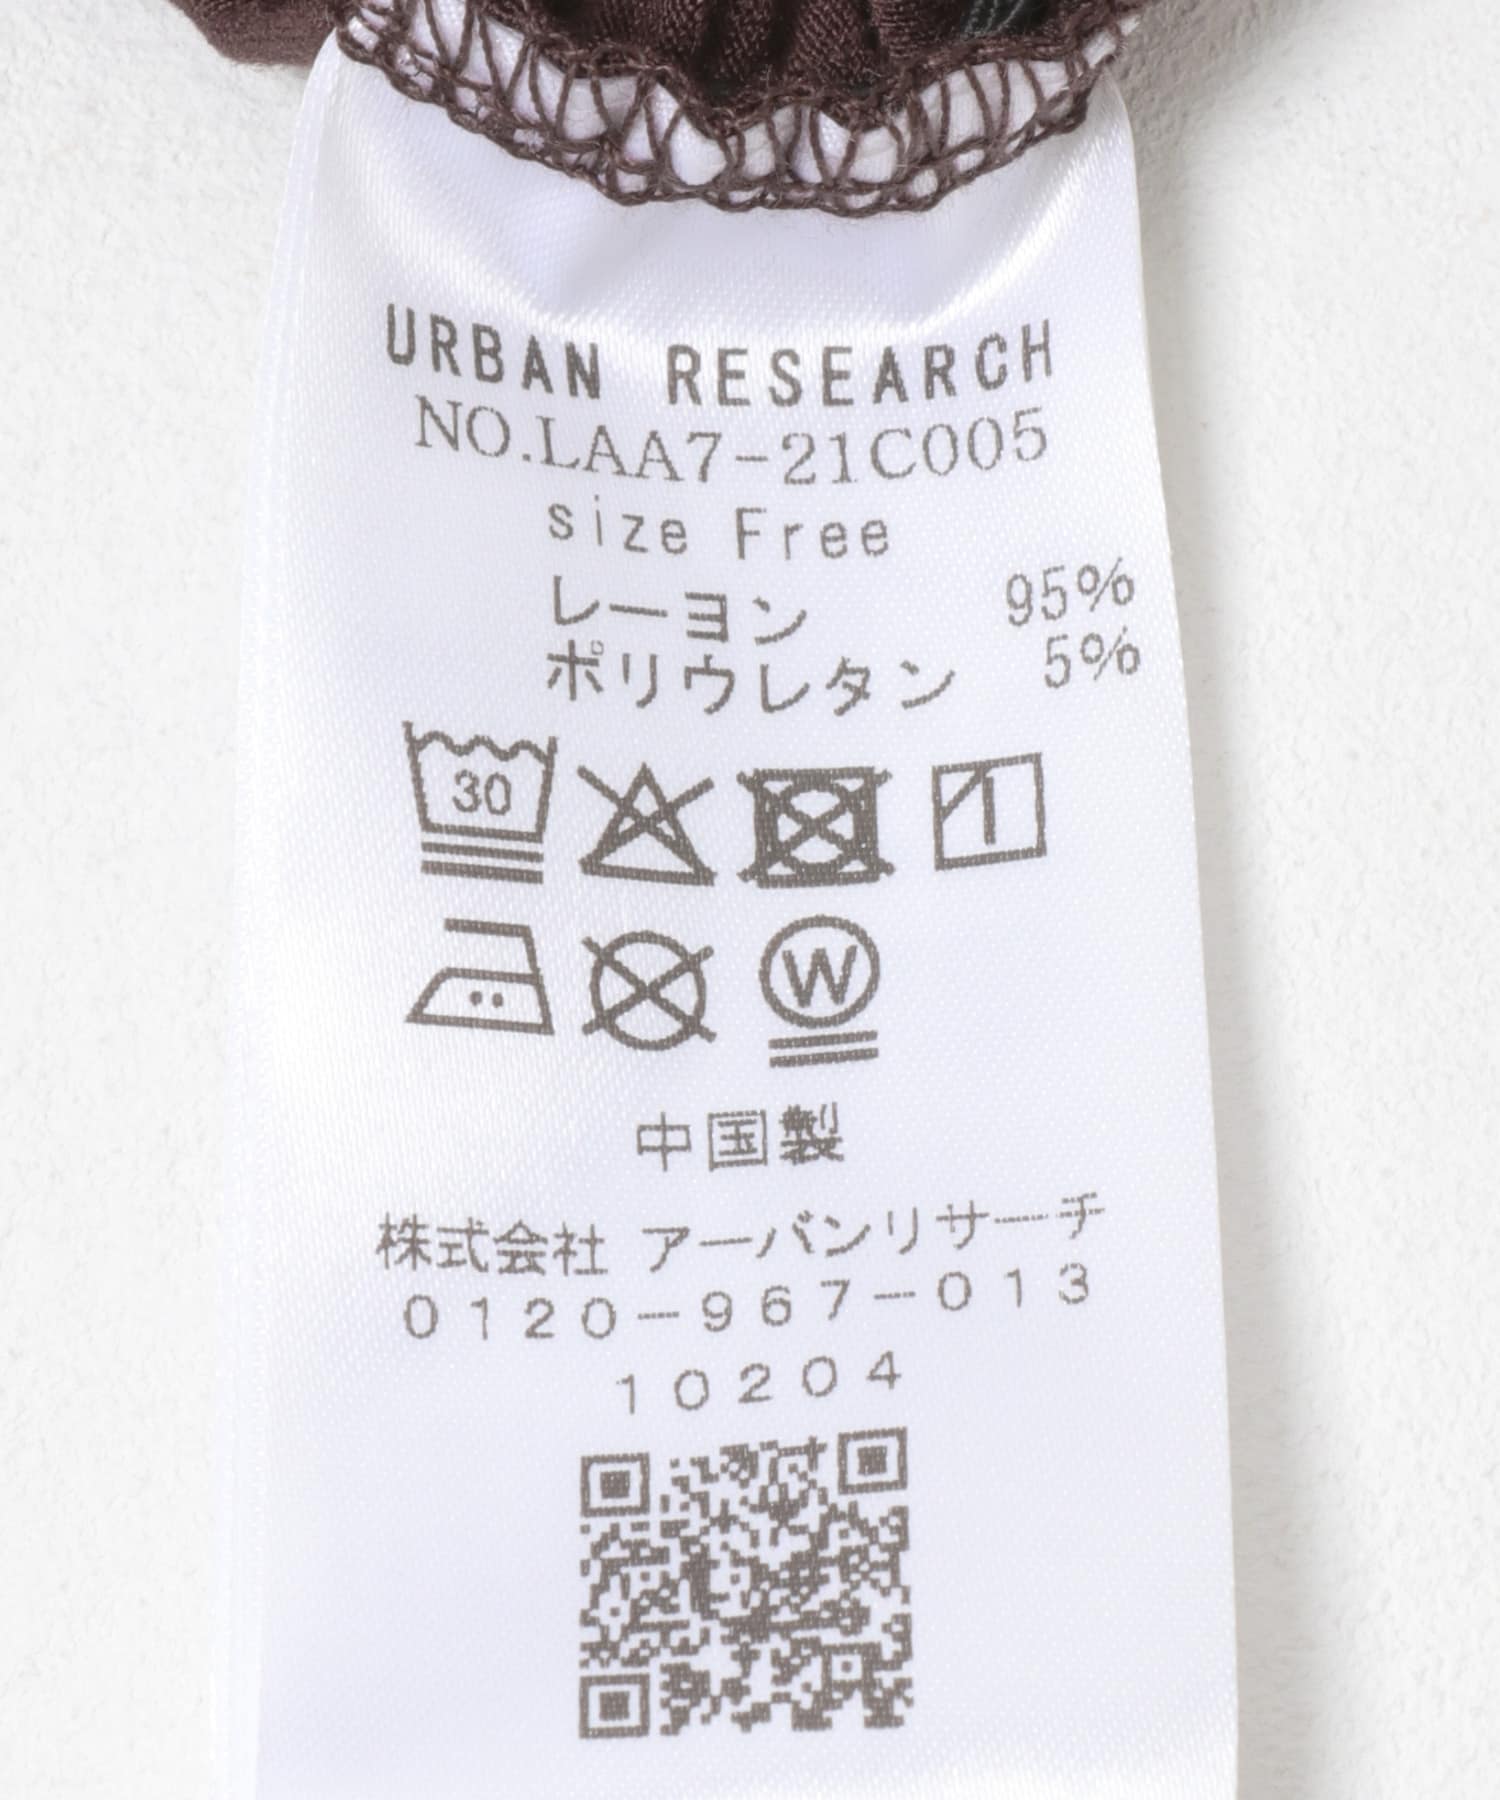 URBAN RESEARCH
NO.LAA7-21C005
size Free
レーヨン 95%
ポリウレタン 5%
30
W
中国製
株式会社 アーバンリサーチ
0120-967-013
10204